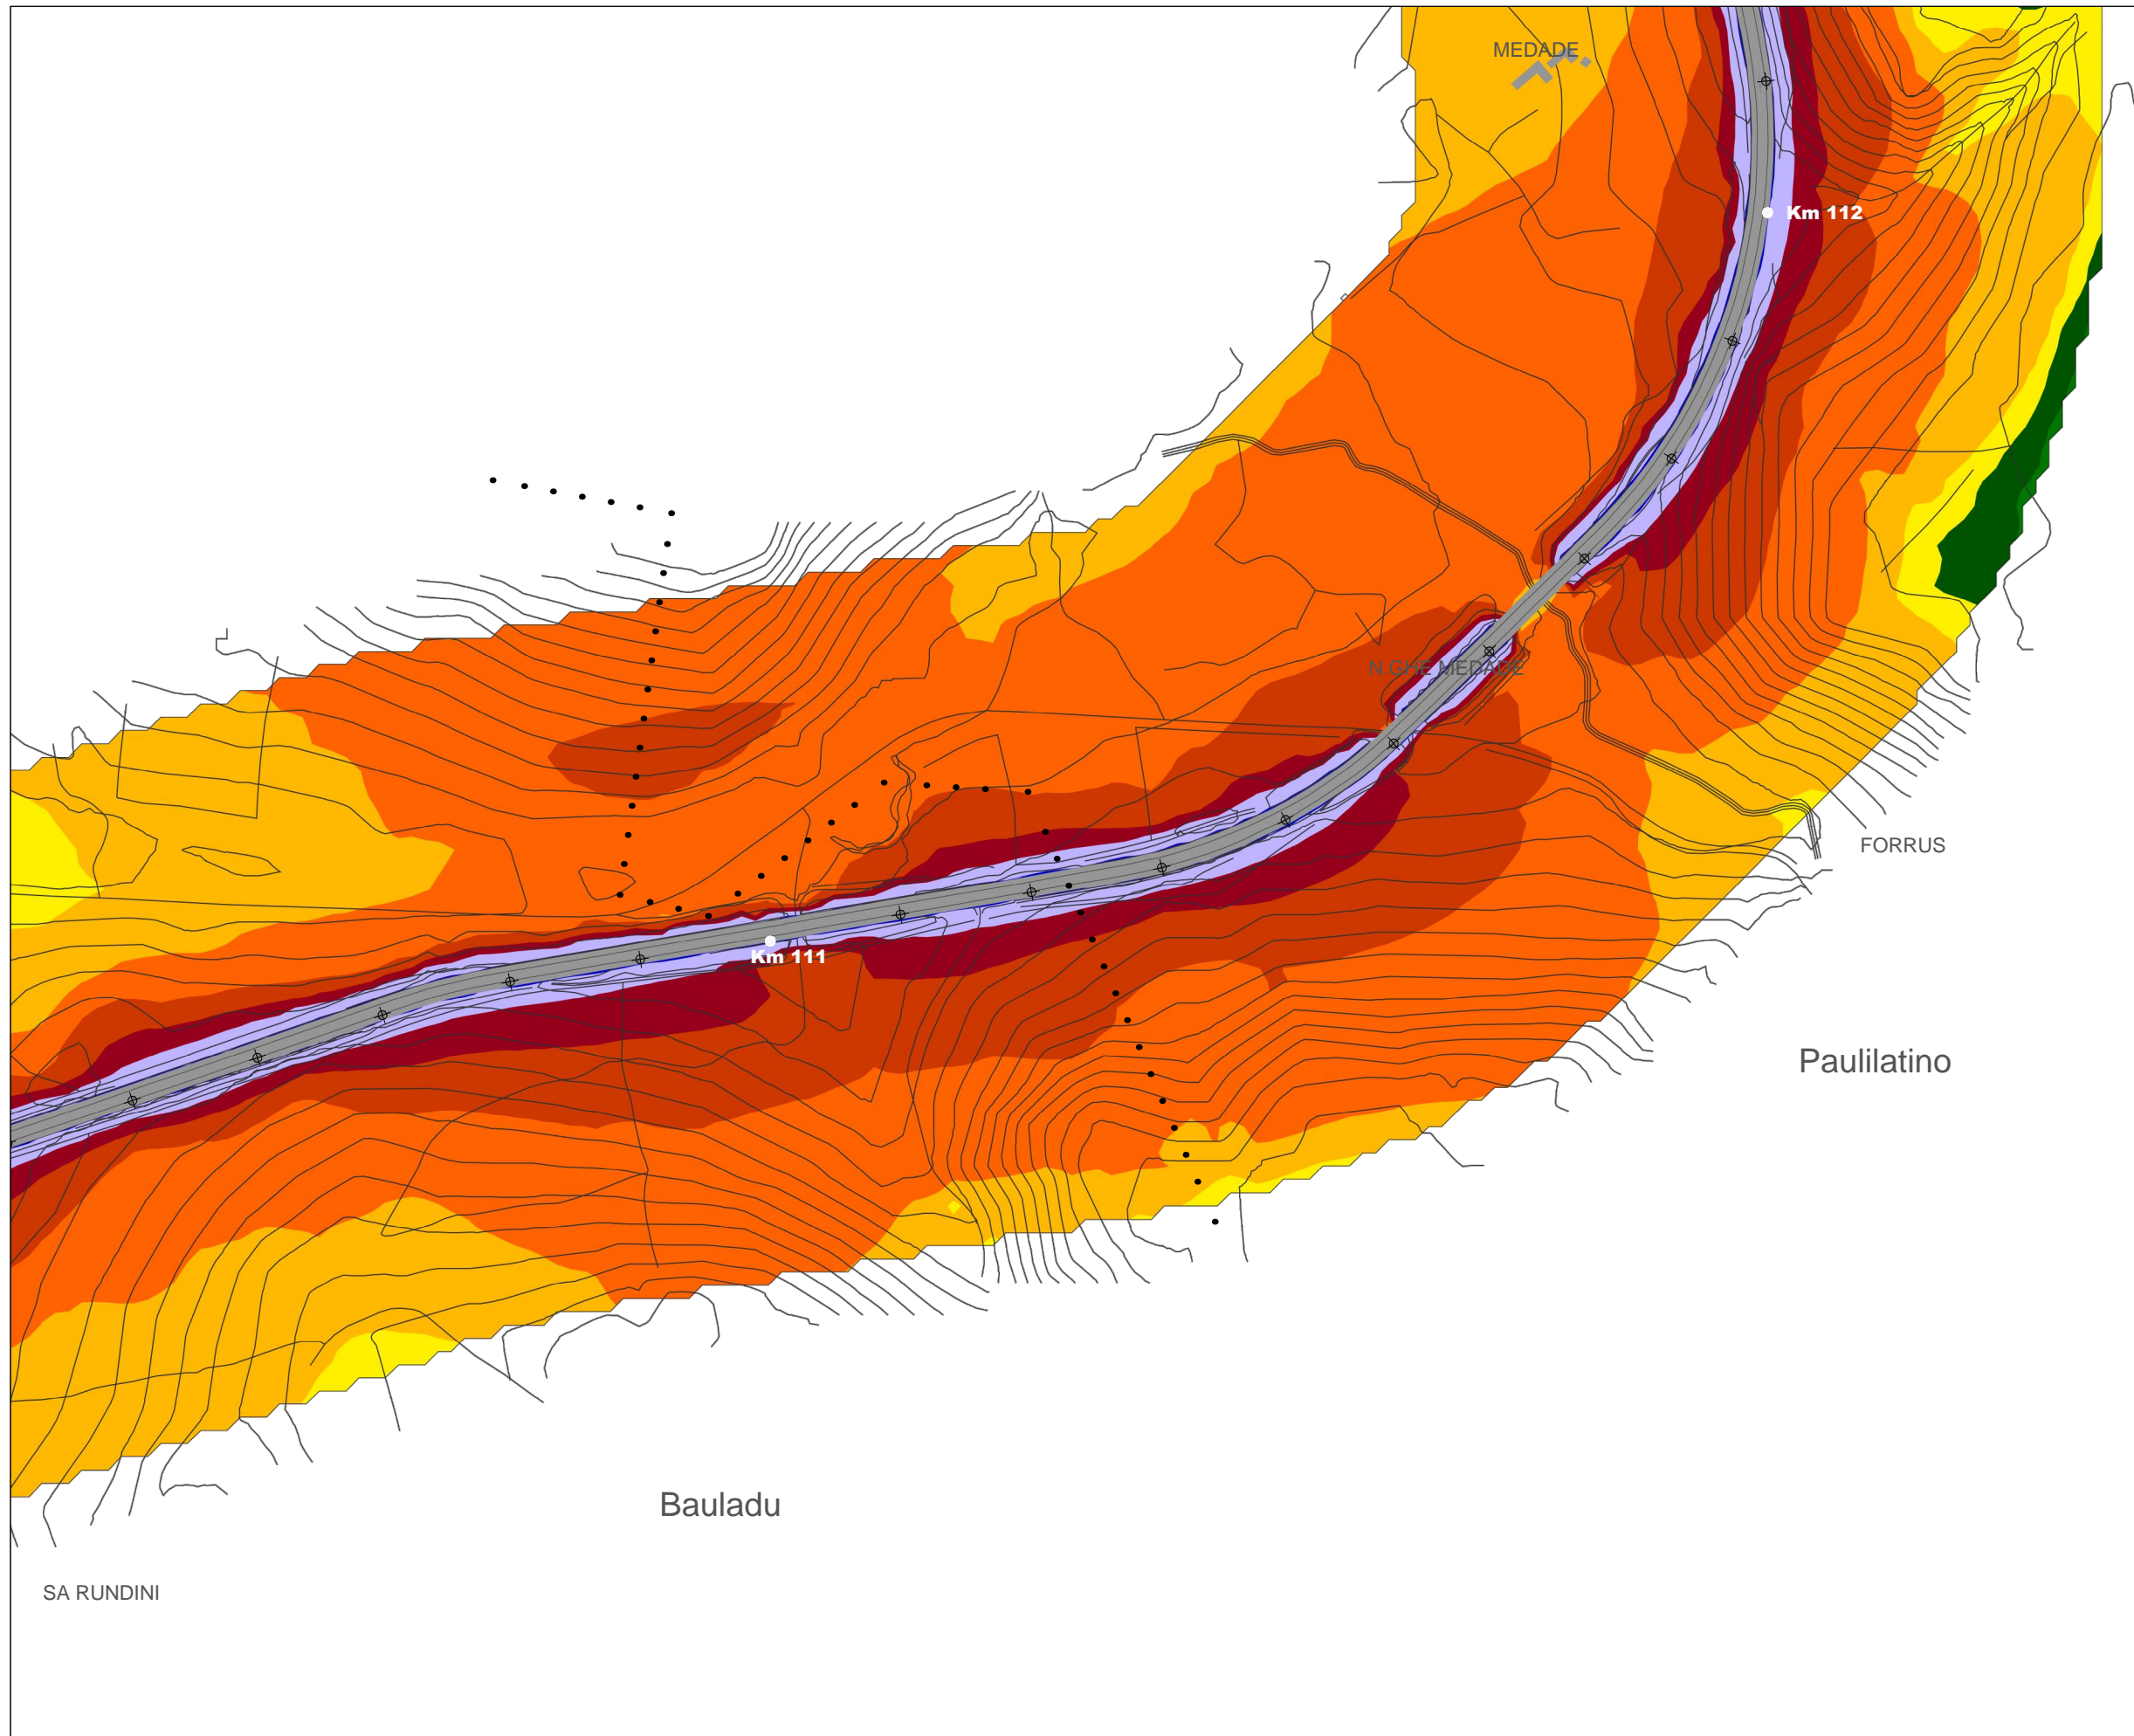 MEDADE
Km 112
N.GHE MEDADE
FORRUS
Km 111
Paulilatino
Bauladu
SA RUNDINI